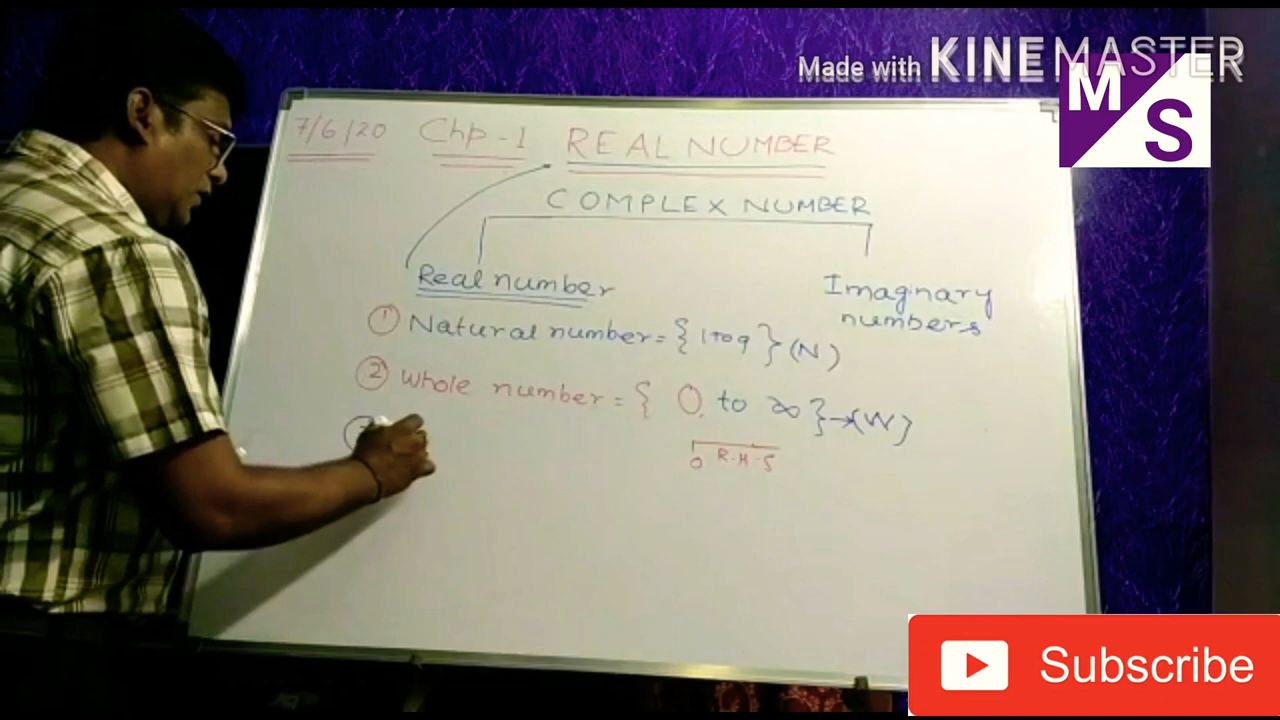 Made with KINEMASTER
M
S
7/6/20 Chp-1 REAL NUMBER
COMPLEX NUMBER
Real number
Imaginary
numbers
① Natural number = { 1 to 9 } (N)
② Whole number = { 0 to ∞ } → {W}
0 R.H.S
Subscribe